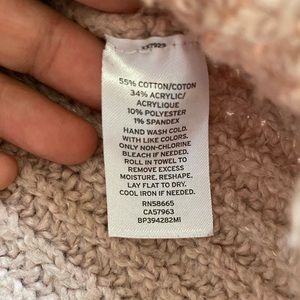 55% COTTON/COTON
34% ACRYLIC/
ACRYLIQUE
10% POLYESTER
1% SPANDEX
HAND WASH COLD.
WITH LIKE COLORS.
ONLY NON-CHLORINE
BLEACH IF NEEDED.
ROLL IN TOWEL TO
REMOVE EXCESS
MOISTURE. RESHAPE.
LAY FLAT TO DRY.
COOL IRON IF NEEDED.
RN58665
CA57963
BP394282MI